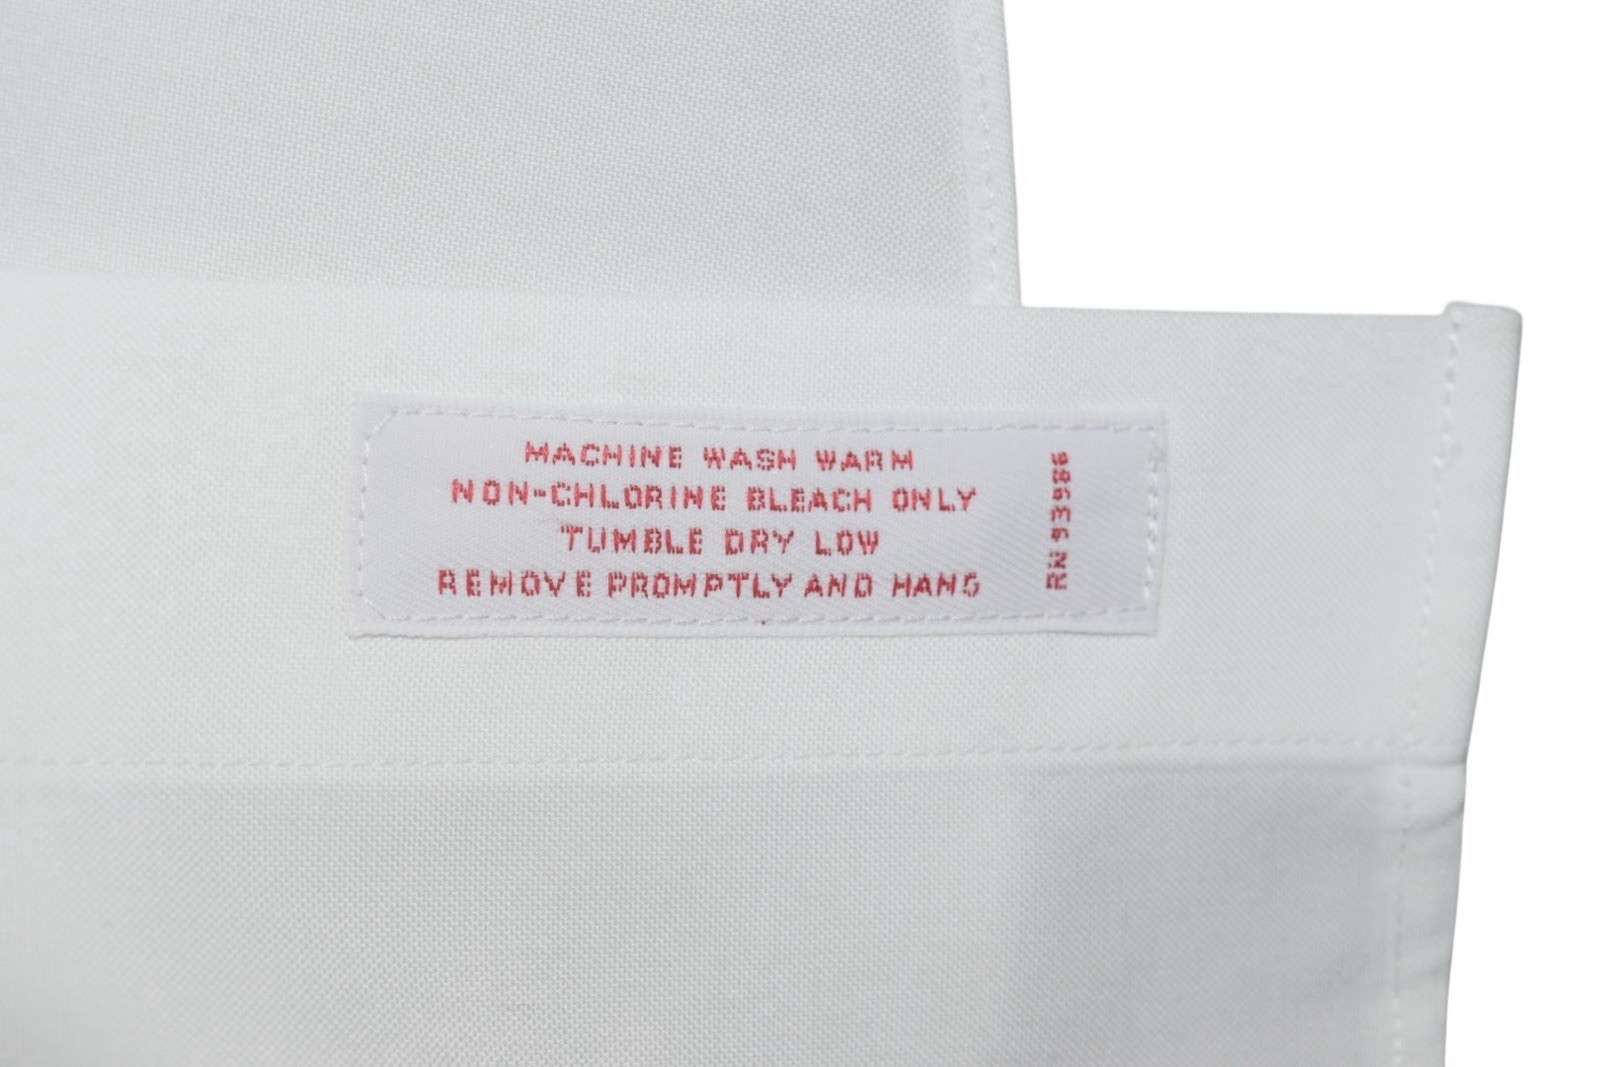 MACHINE WASH WARM
NON-CHLORINE BLEACH ONLY
TUMBLE DRY LOW
REMOVE PROMPTLY AND HANG
RN 93986